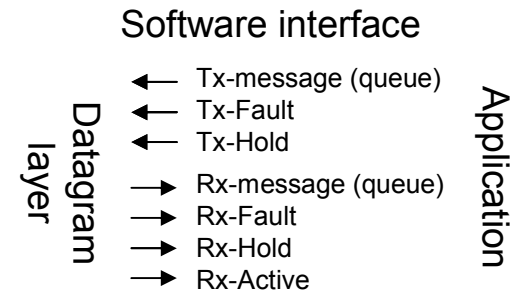 Software interface
Datagram
layer
Tx-message (queue)
Tx-Fault
Tx-Hold
Rx-message (queue)
Rx-Fault
Rx-Hold
Rx-Active
Application